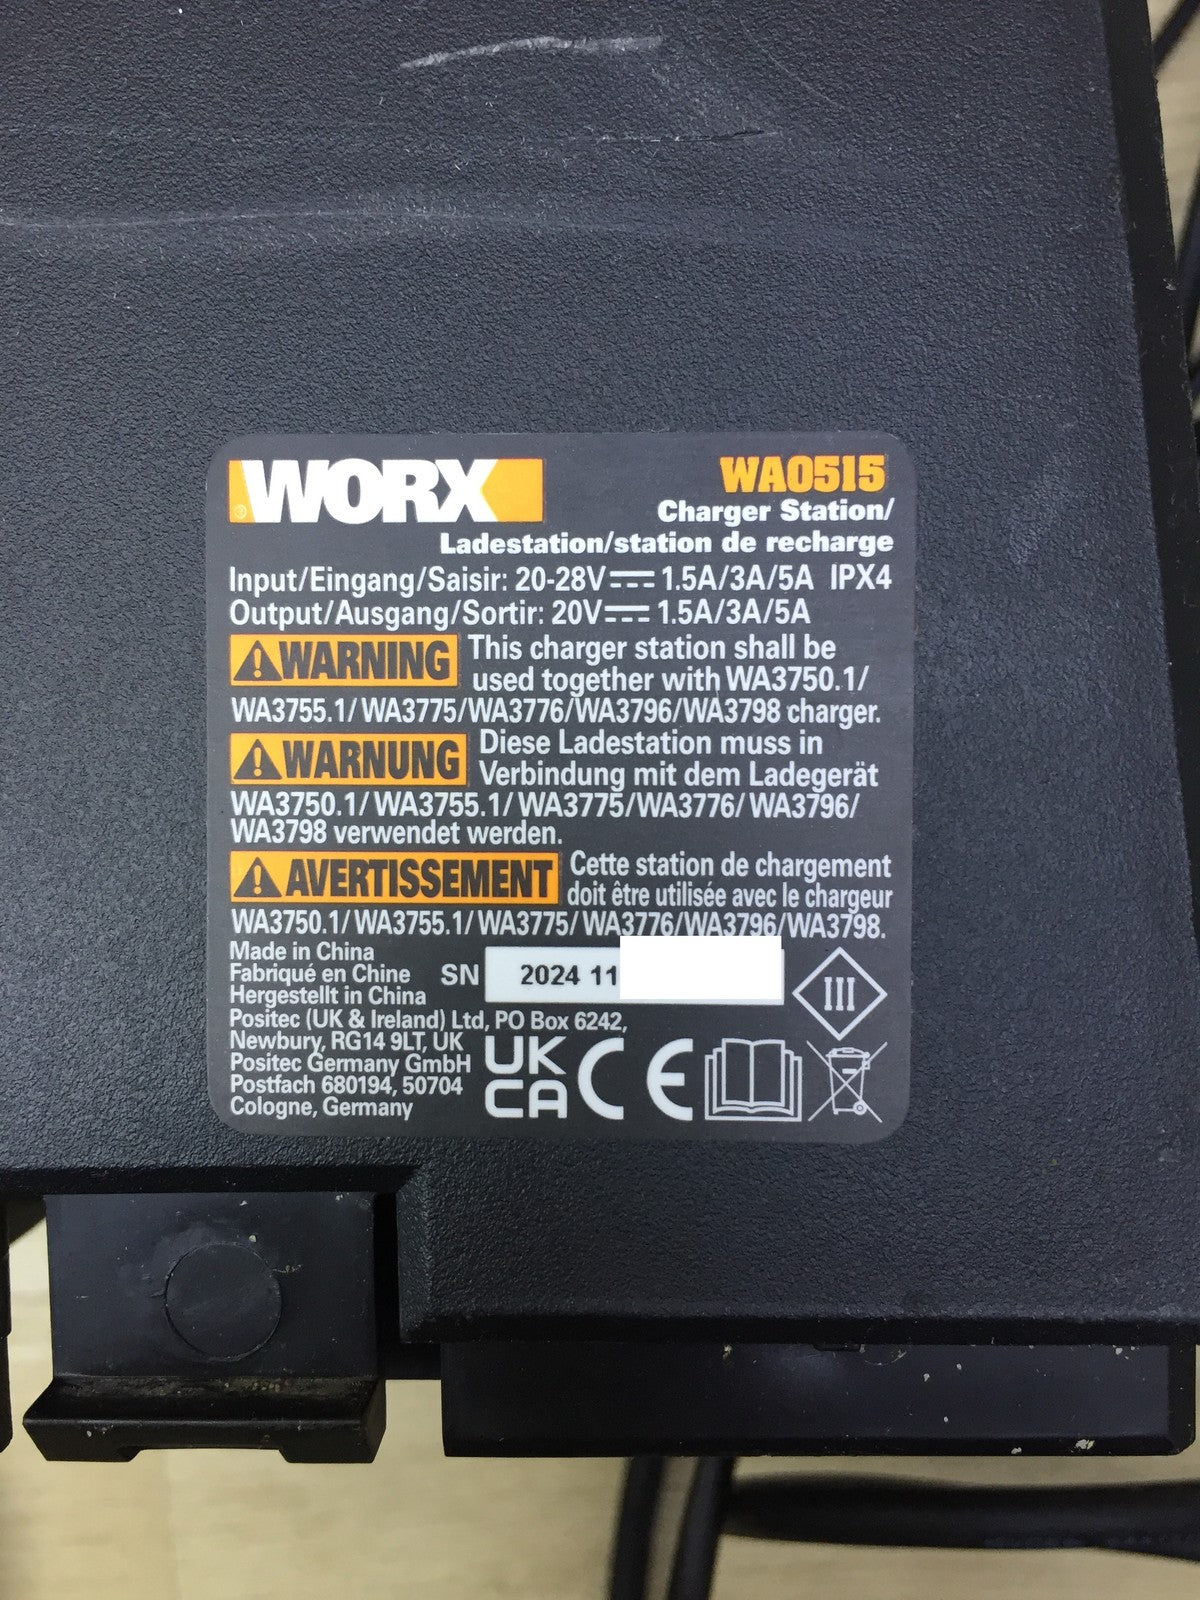 WORX ®
WA0515
Charger Station/
Ladestation/station de recharge
Input/Eingang/Saisir: 20-28V⎓1.5A/3A/5A IPX4
Output/Ausgang/Sortir: 20V⎓1.5A/3A/5A
⚠WARNING This charger station shall be
used together with WA3750.1/
WA3755.1/ WA3775/WA3776/WA3796/WA3798 charger.
⚠WARNUNG Diese Ladestation muss in
Verbindung mit dem Ladegerät
WA3750.1/ WA3755.1/ WA3775/WA3776/ WA3796/
WA3798 verwendet werden.
⚠AVERTISSEMENT Cette station de chargement
doit être utilisée avec le chargeur
WA3750.1/ WA3755.1/ WA3775/ WA3776/WA3796/WA3798.
Made in China
Fabriqué en Chine
Hergestellt in China
SN 2024 11
III
Positec (UK & Ireland) Ltd, PO Box 6242,
Newbury, RG14 9LT, UK
Positec Germany GmbH
Postfach 680194, 50704
Cologne, Germany
UK
CA
CE